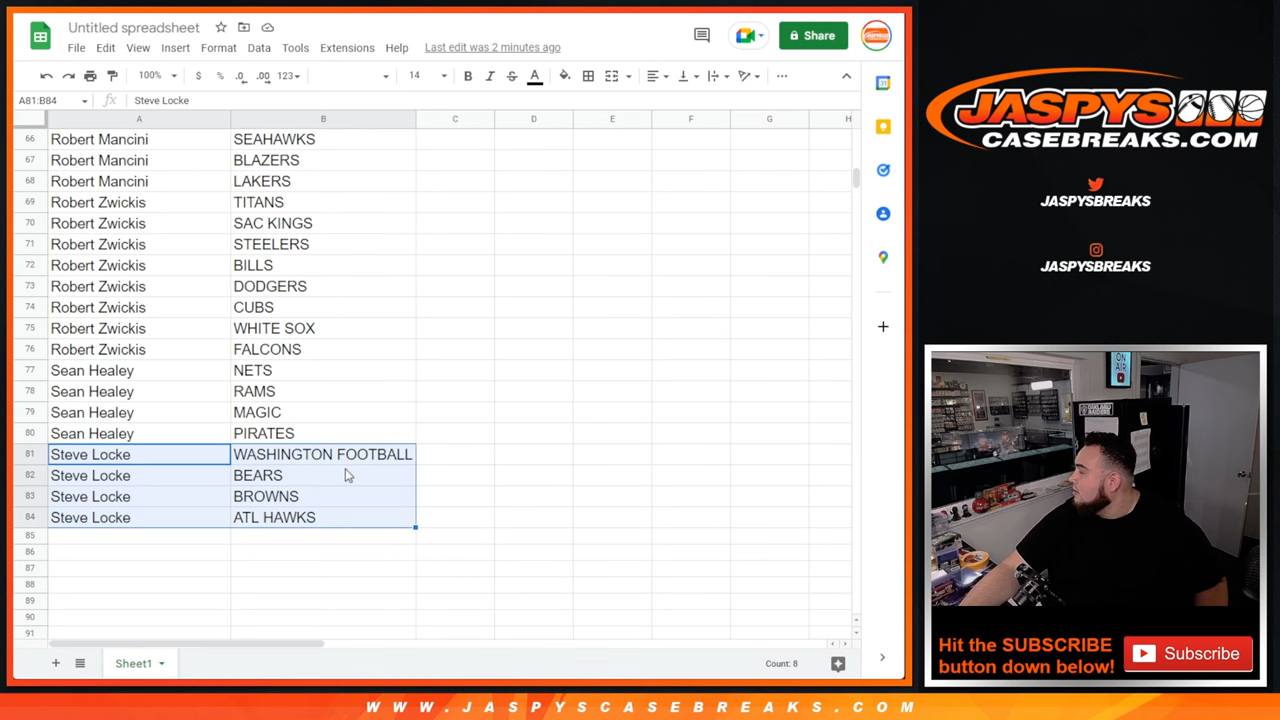 Untitled spreadsheet
File Edit View Insert Format Data Tools Extensions Help Last edit was 2 minutes ago
Share
100% $ % .0 .00 123 14 B I S A
A81:B84 fx Steve Locke
A B C D E F G H
66 Robert Mancini SEAHAWKS
67 Robert Mancini BLAZERS
68 Robert Mancini LAKERS
69 Robert Zwickis TITANS
70 Robert Zwickis SAC KINGS
71 Robert Zwickis STEELERS
72 Robert Zwickis BILLS
73 Robert Zwickis DODGERS
74 Robert Zwickis CUBS
75 Robert Zwickis WHITE SOX
76 Robert Zwickis FALCONS
77 Sean Healey NETS
78 Sean Healey RAMS
79 Sean Healey MAGIC
80 Sean Healey PIRATES
81 Steve Locke WASHINGTON FOOTBALL
82 Steve Locke BEARS
83 Steve Locke BROWNS
84 Steve Locke ATL HAWKS
85
86
87
88
89
90
91
Sheet1 Count: 8
JASPYS
CASEBREAKS.COM
JASPYSBREAKS
JASPYSBREAKS
ON AIR
Hit the SUBSCRIBE
button down below!
Subscribe
WWW.JASPYSCASEBREAKS.COM